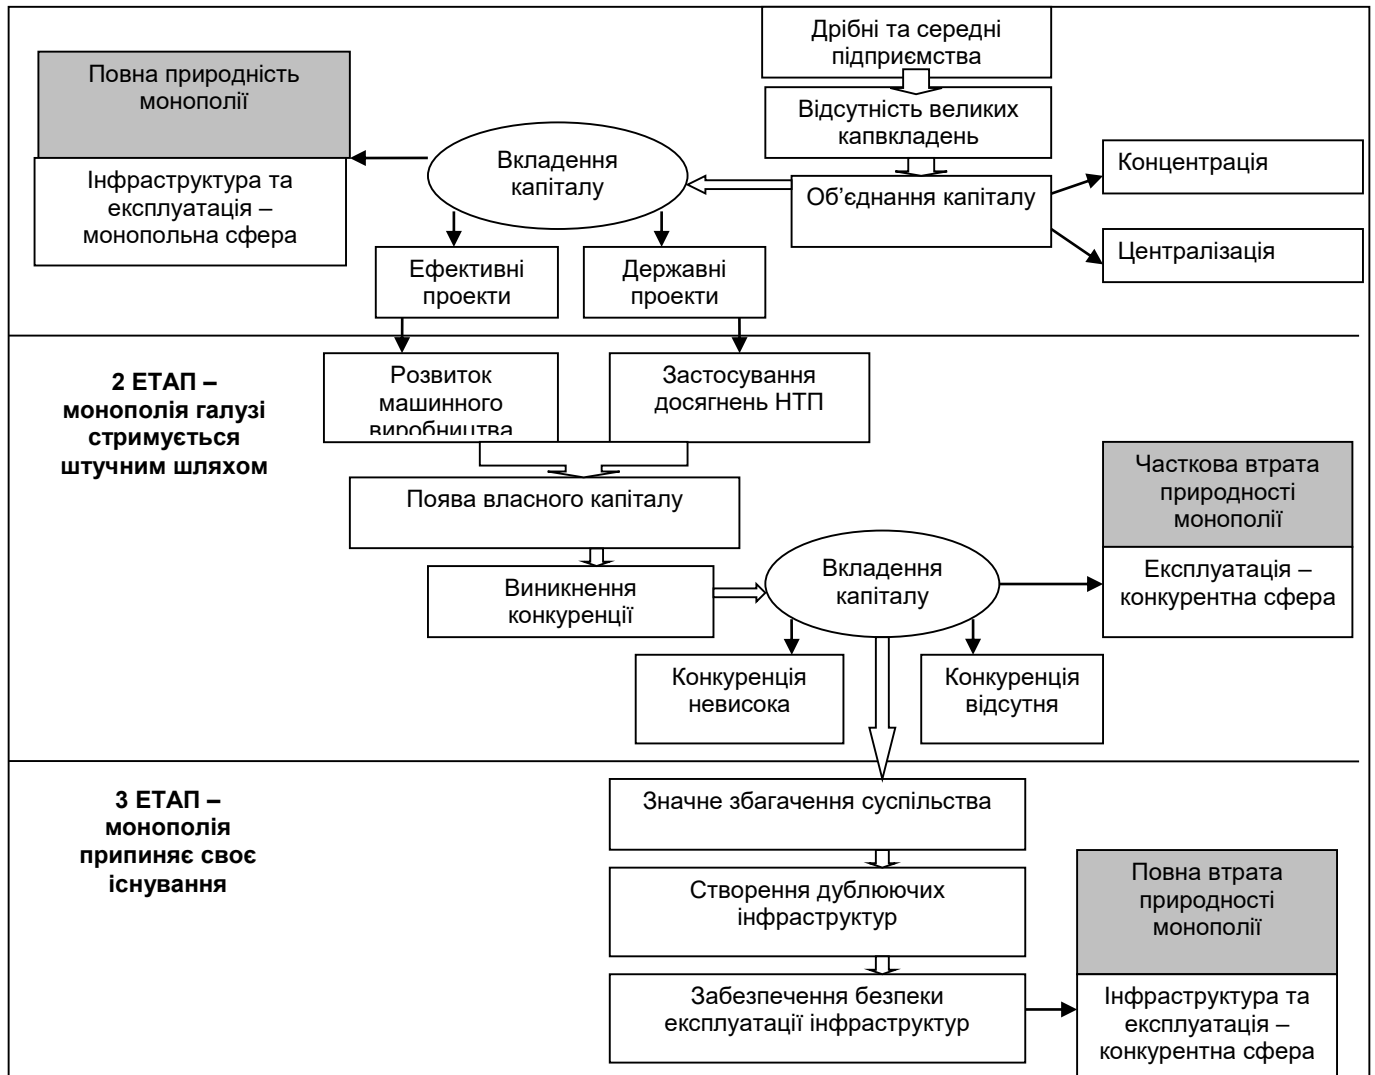 Дрібні та середні
підприємства
Повна природність
монополії
Відсутність великих
капвкладень
Вкладення
капіталу
Концентрація
Інфраструктура та
експлуатація –
монопольна сфера
Об’єднання капіталу
Централізація
Ефективні
проекти
Державні
проекти
2 ЕТАП –
монополія галузі
стримується
штучним шляхом
Розвиток
машинного
виробництва
Застосування
досягнень НТП
Часткова втрата
природності
монополії
Поява власного капіталу
Вкладення
капіталу
Експлуатація –
конкурентна сфера
Виникнення
конкуренції
Конкуренція
невисока
Конкуренція
відсутня
3 ЕТАП –
монополія
припиняє своє
існування
Значне збагачення суспільства
Створення дублюючих
інфраструктур
Повна втрата
природності
монополії
Забезпечення безпеки
експлуатації інфраструктур
Інфраструктура та
експлуатація –
конкурентна сфера